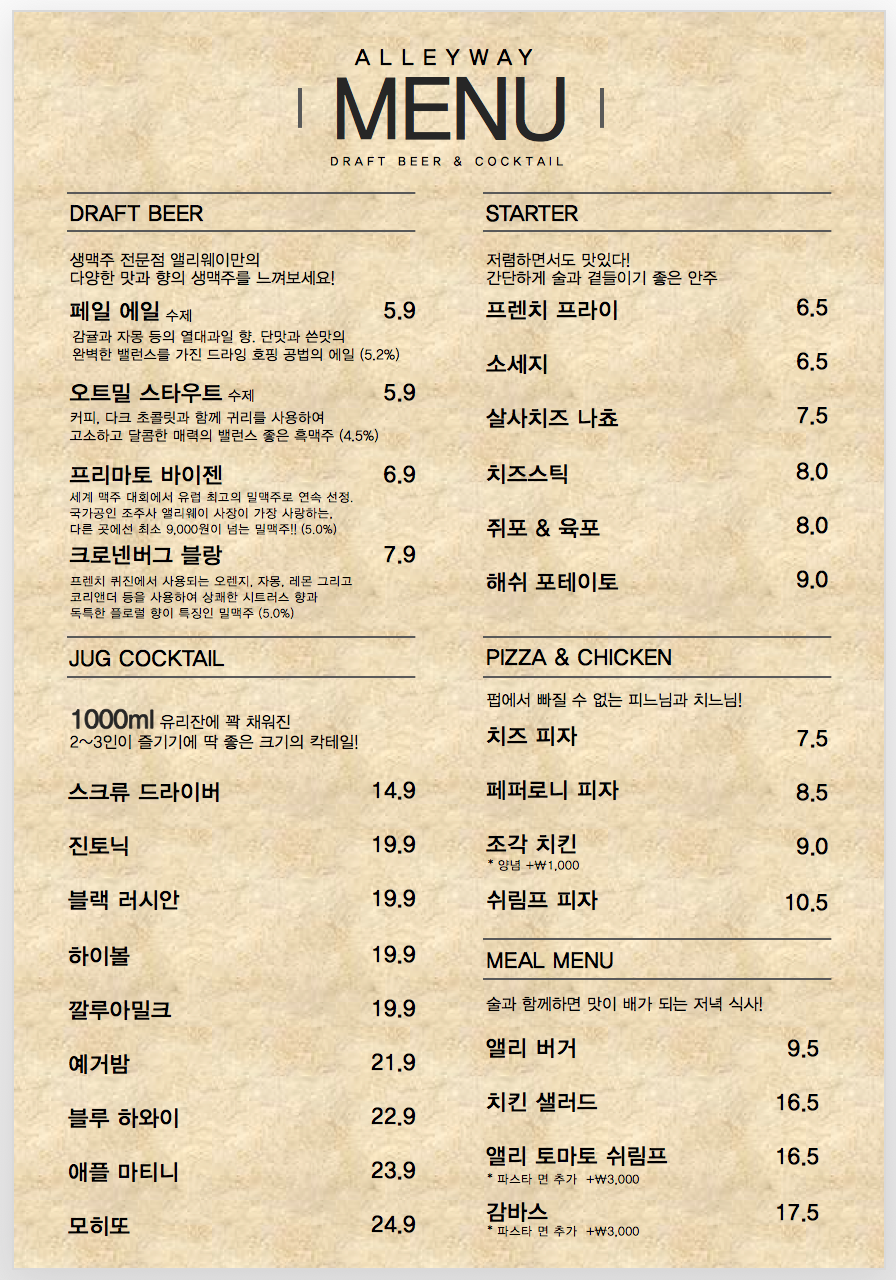 ALLEYWAY
MENU
DRAFT BEER & COCKTAIL
DRAFT BEER
생맥주 전문점 앨리웨이만의
다양한 맛과 향의 생맥주를 느껴보세요!
페일 에일 수제 5.9
감귤과 자몽 등의 열대과일 향, 단맛과 쓴맛의
완벽한 밸런스를 가진 드라잉 호핑 공법의 에일 (5.2%)
오트밀 스타우트 수제 5.9
커피, 다크 초콜릿과 함께 귀리를 사용하여
고소하고 달콤한 매력의 밸런스 좋은 흑맥주 (4.5%)
프리마토 바이젠 6.9
세계 맥주 대회에서 유럽 최고의 밀맥주로 연속 선정.
국가공인 조주사 앨리웨이 사장이 가장 사랑하는,
다른 곳에선 최소 9,000원이 넘는 밀맥주!! (5.0%)
크로넨버그 블랑 7.9
프렌치 퀴진에서 사용되는 오렌지, 자몽, 레몬 그리고
코리앤더 등을 사용하여 상쾌한 시트러스 향과
독특한 플로럴 향이 특징인 밀맥주 (5.0%)
JUG COCKTAIL
1000ml 유리잔에 꽉 채워진
2~3인이 즐기기에 딱 좋은 크기의 칵테일!
스크류 드라이버 14.9
진토닉 19.9
블랙 러시안 19.9
하이볼 19.9
깔루아밀크 19.9
예거밤 21.9
블루 하와이 22.9
애플 마티니 23.9
모히또 24.9
STARTER
저렴하면서도 맛있다!
간단하게 술과 곁들이기 좋은 안주
프렌치 프라이 6.5
소세지 6.5
살사치즈 나쵸 7.5
치즈스틱 8.0
쥐포 & 육포 8.0
해쉬 포테이토 9.0
PIZZA & CHICKEN
펍에서 빠질 수 없는 피느님과 치느님!
치즈 피자 7.5
페퍼로니 피자 8.5
조각 치킨 9.0
* 양념 +₩1,000
쉬림프 피자 10.5
MEAL MENU
술과 함께하면 맛이 배가 되는 저녁 식사!
앨리 버거 9.5
치킨 샐러드 16.5
앨리 토마토 쉬림프 16.5
* 파스타 면 추가 +₩3,000
감바스 17.5
* 파스타 면 추가 +₩3,000